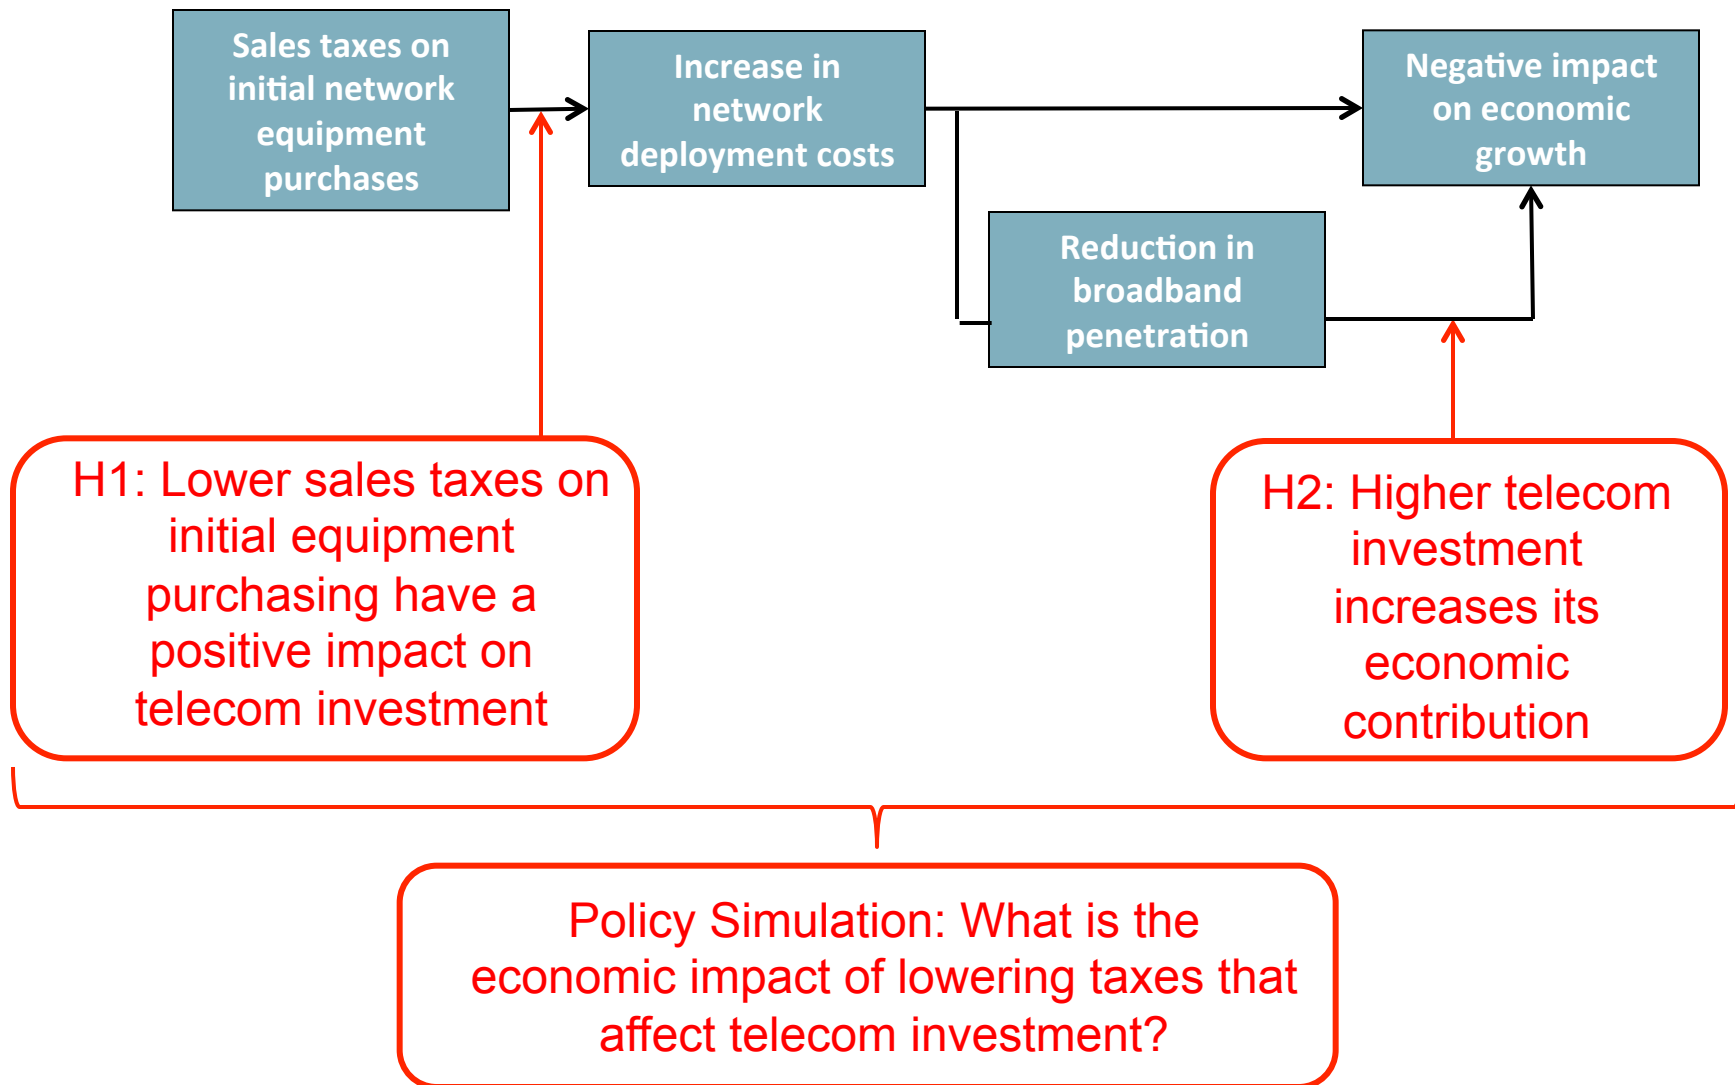 Sales taxes on
initial network
equipment
purchases
Increase in
network
deployment costs
Negative impact
on economic
growth
Reduction in
broadband
penetration
H1: Lower sales taxes on
initial equipment
purchasing have a
positive impact on
telecom investment
H2: Higher telecom
investment
increases its
economic
contribution
Policy Simulation: What is the
economic impact of lowering taxes that
affect telecom investment?